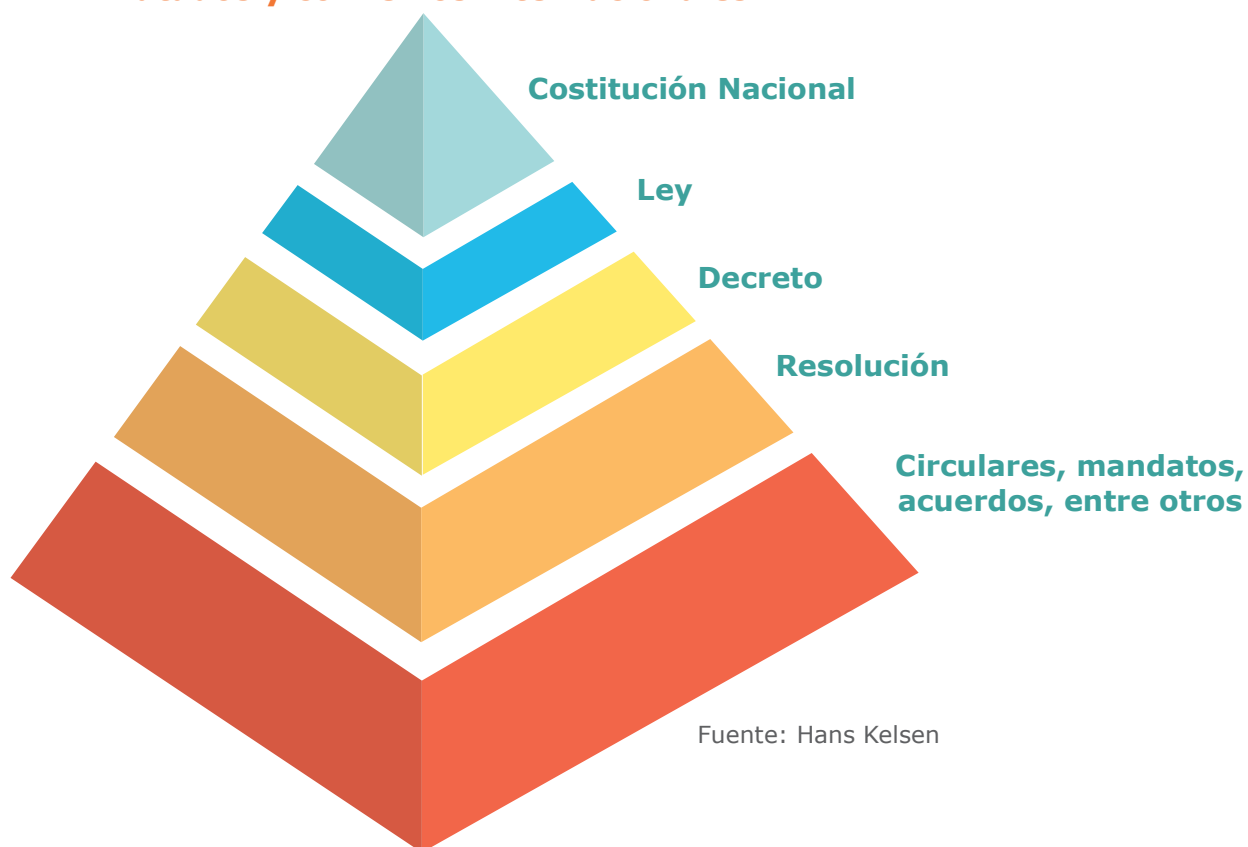 Costitución Nacional
Ley
Decreto
Resolución
Circulares, mandatos,
acuerdos, entre otros
Fuente: Hans Kelsen